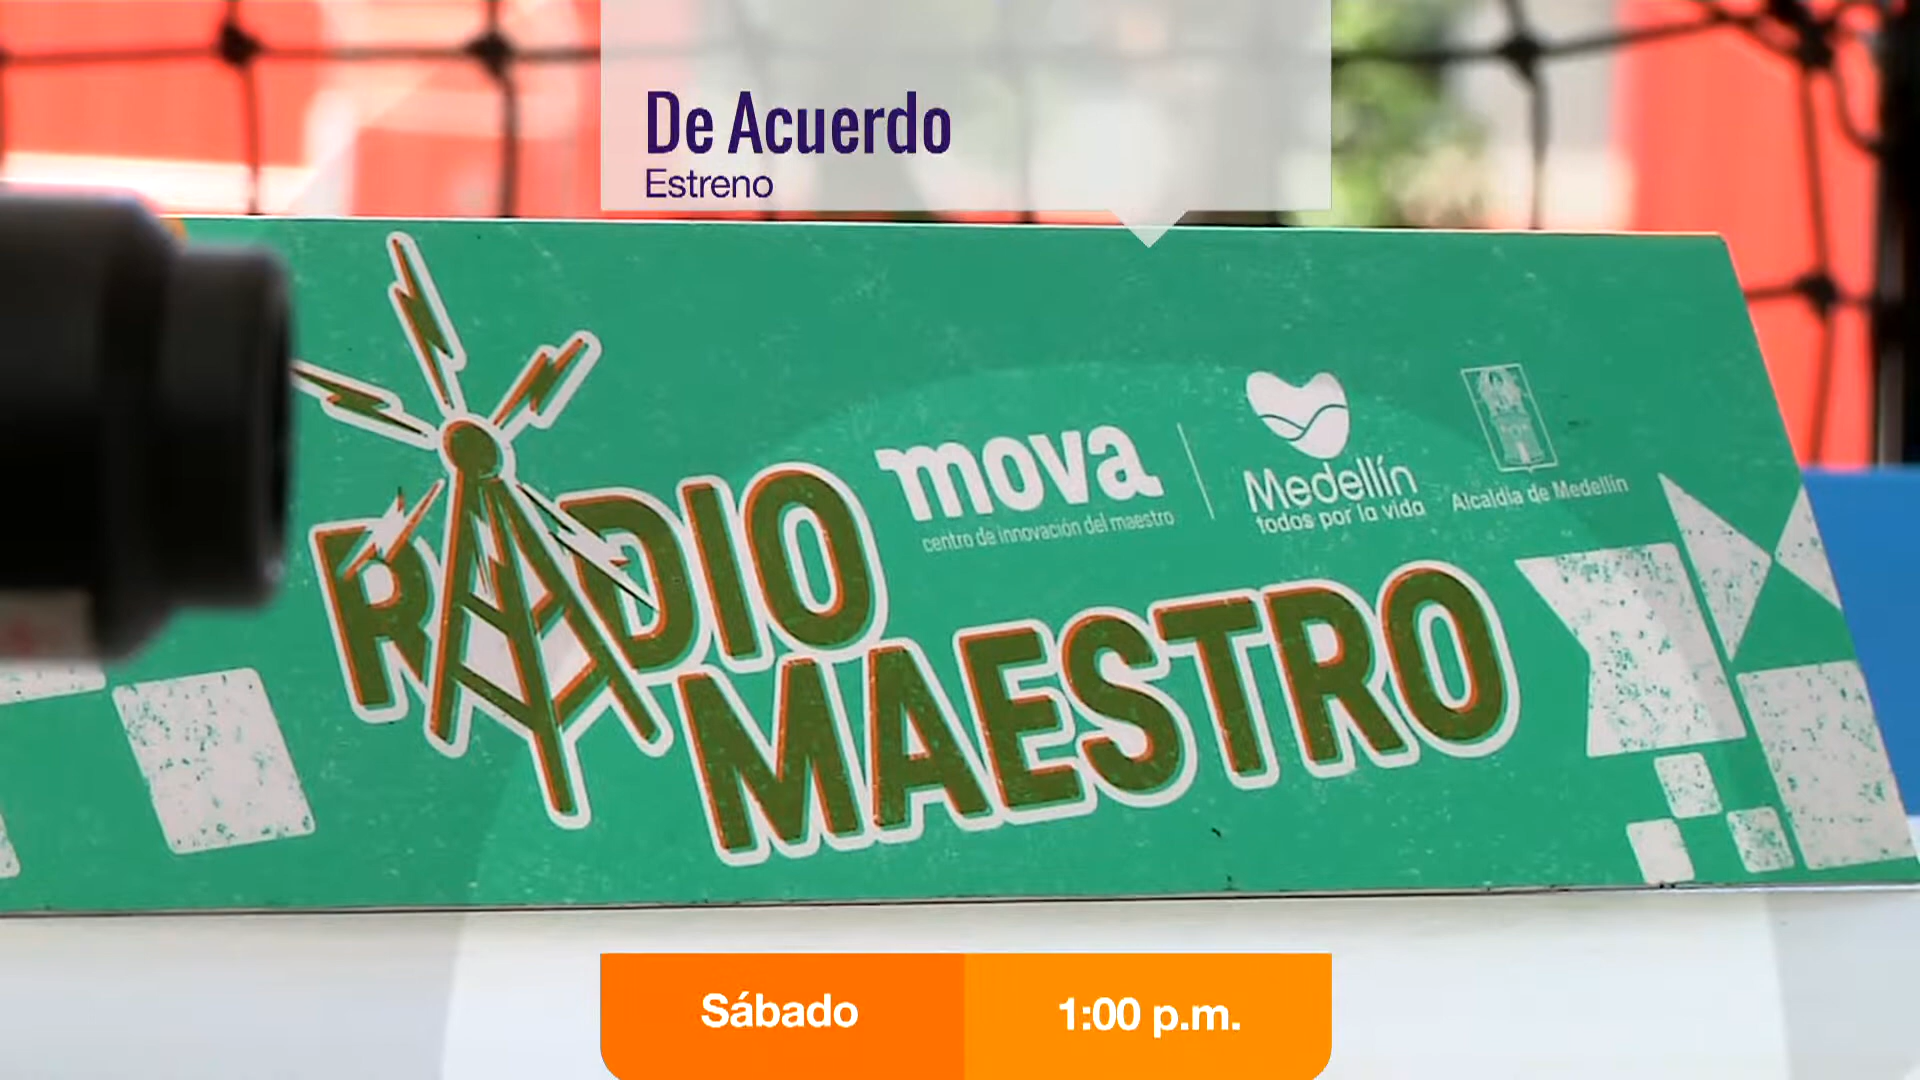 De Acuerdo
Estreno
RADIO
MAESTRO
mova
centro de innovación del maestro
Medellín
todos por la vida
Alcaldía de Medellín
Sábado
1:00 p.m.